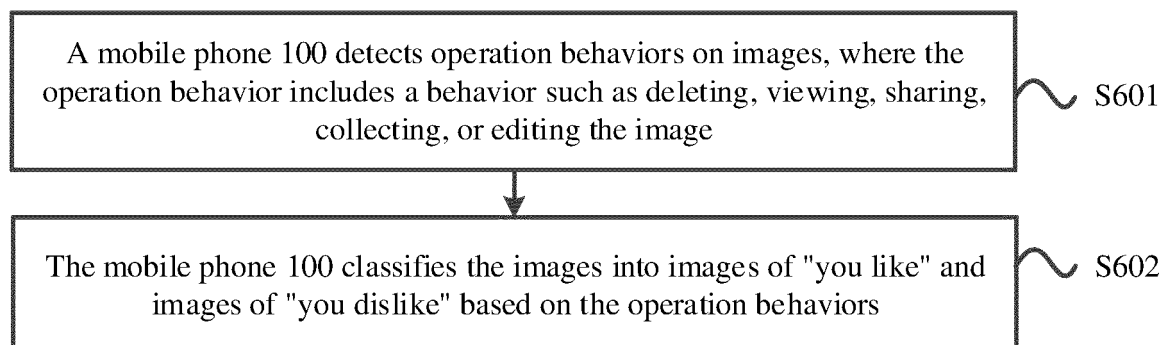 A mobile phone 100 detects operation behaviors on images, where the
operation behavior includes a behavior such as deleting, viewing, sharing,
collecting, or editing the image
S601
The mobile phone 100 classifies the images into images of "you like" and
images of "you dislike" based on the operation behaviors
S602